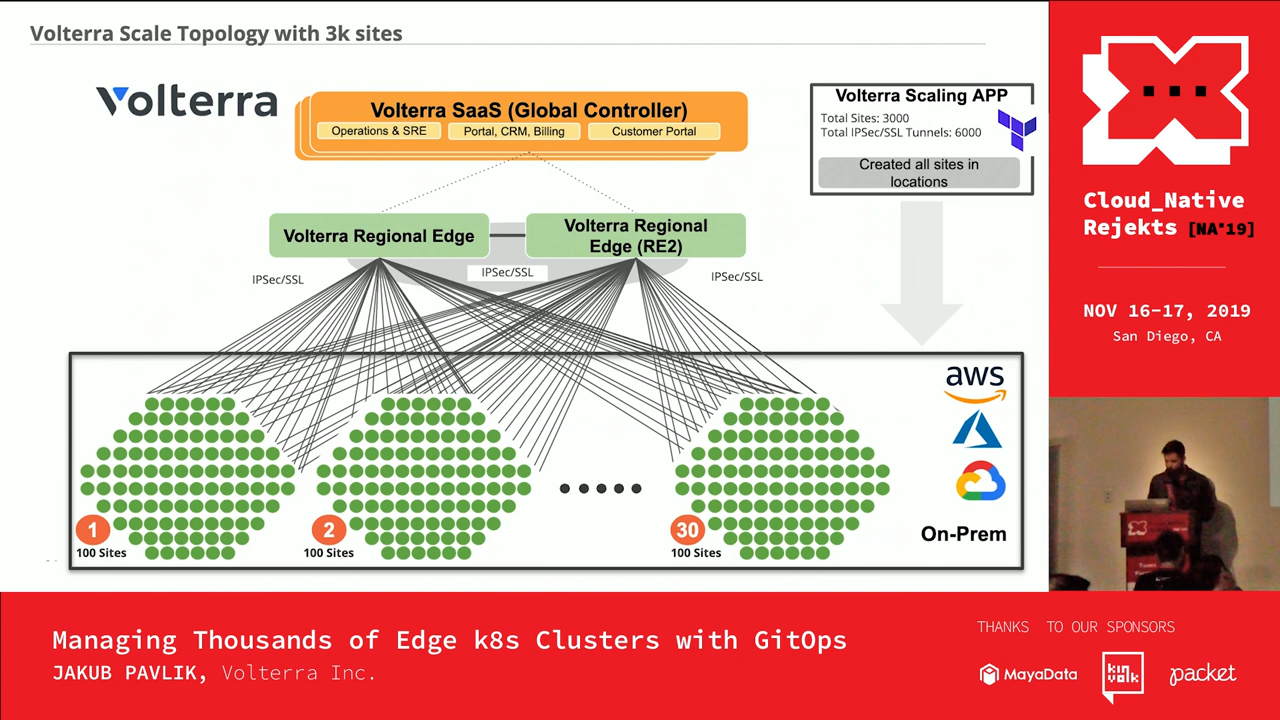 Volterra Scale Topology with 3k sites
Volterra
Volterra SaaS (Global Controller)
Operations & SRE
Portal, CRM, Billing
Customer Portal
Volterra Scaling APP
Total Sites: 3000
Total IPSec/SSL Tunnels: 6000
Created all sites in
locations
Volterra Regional Edge
Volterra Regional
Edge (RE2)
IPSec/SSL
IPSec/SSL
IPSec/SSL
aws
On-Prem
1
100 Sites
2
100 Sites
30
100 Sites
Cloud_Native
Rejekts [NA*19]
NOV 16-17, 2019
San Diego, CA
Managing Thousands of Edge k8s Clusters with GitOps
JAKUB PAVLIK, Volterra Inc.
THANKS TO OUR SPONSORS
MayaData
kinvolk
packet